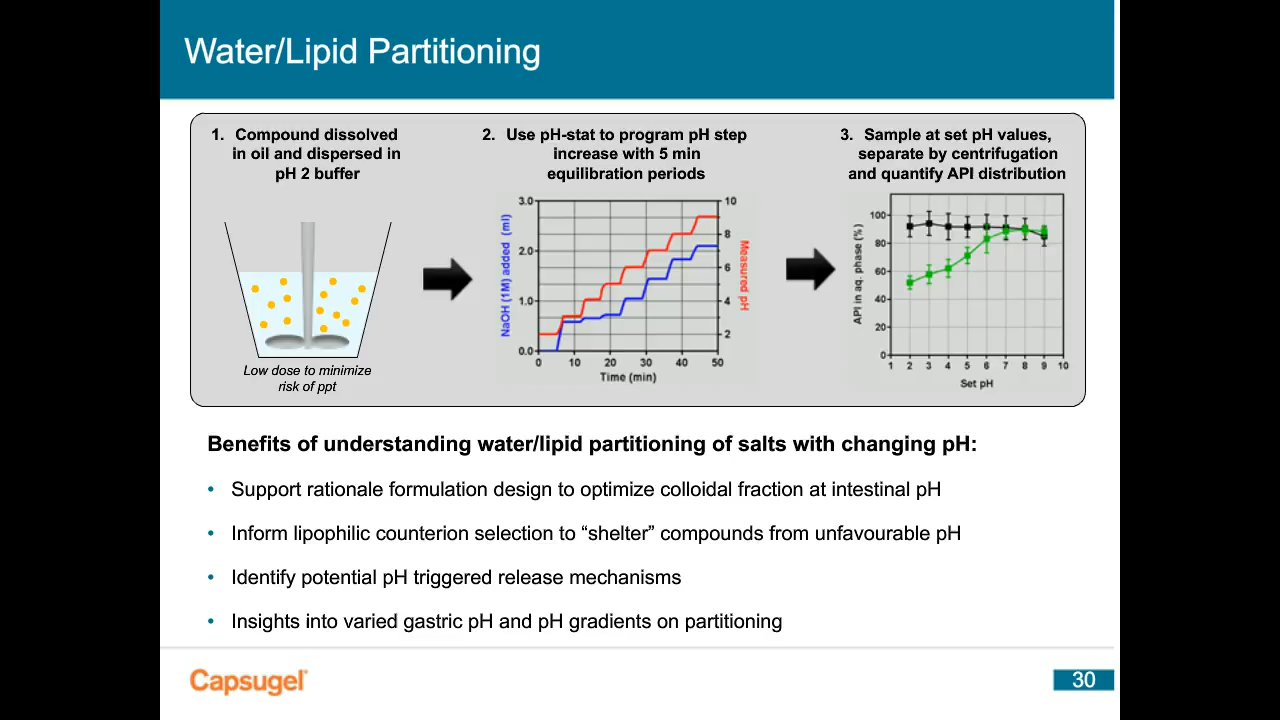 Water/Lipid Partitioning
1. Compound dissolved
in oil and dispersed in
pH 2 buffer
Low dose to minimize
risk of ppt
2. Use pH-stat to program pH step
increase with 5 min
equilibration periods
NaOH (1M) added (ml)
3.0
2.0
1.0
0.0
10
8
6
4
2
Measured pH
0 10 20 30 40 50
Time (min)
3. Sample at set pH values,
separate by centrifugation
and quantify API distribution
API in aq. phase (%)
100
80
60
40
20
0
1 2 3 4 5 6 7 8 9 10
Set pH
Benefits of understanding water/lipid partitioning of salts with changing pH:
• Support rationale formulation design to optimize colloidal fraction at intestinal pH
• Inform lipophilic counterion selection to “shelter” compounds from unfavourable pH
• Identify potential pH triggered release mechanisms
• Insights into varied gastric pH and pH gradients on partitioning
Capsugel®
30